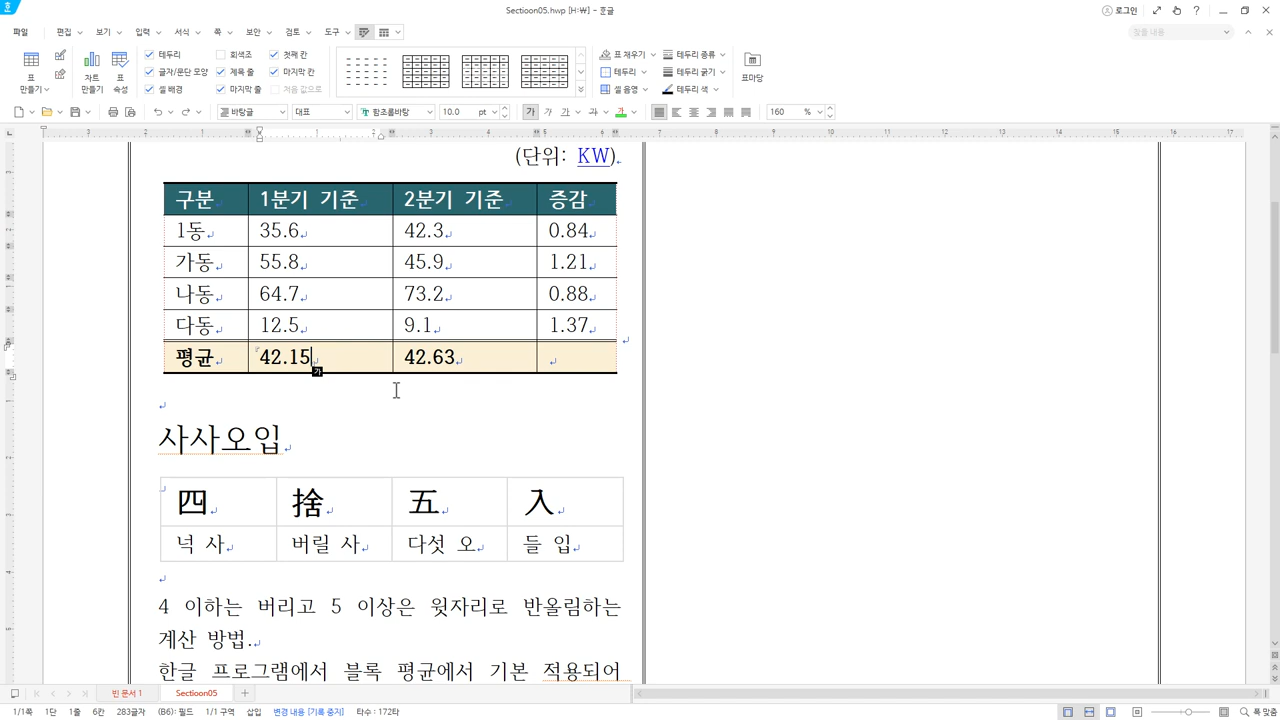 Sectioon05.hwp [H:₩] - 훈글
로그인
파일 편집 보기 입력 서식 쪽 보안 검토 도구
찾을 내용
표 만들기
차트 만들기
표 속성
테두리 회색조 첫째 칸
글자/문단 모양 제목 줄 마지막 칸
셀 배경 마지막 줄 처음 값으로
표 채우기 테두리 종류
테두리 테두리 굵기
셀 음영 테두리 색
표마당
바탕글 대표 함초롬바탕 10.0 pt 가 가 가 가 가 160 %
(단위: KW)
구분 1분기 기준 2분기 기준 증감
1동 35.6 42.3 0.84
가동 55.8 45.9 1.21
나동 64.7 73.2 0.88
다동 12.5 9.1 1.37
평균 42.15 42.63
가
사사오입
四 捨 五 入
넉 사 버릴 사 다섯 오 들 입
4 이하는 버리고 5 이상은 윗자리로 반올림하는
계산 방법.
한글 프로그램에서 블록 평균에서 기본 적용되어
빈 문서 1 Sectioon05
1/1쪽 1단 1줄 6칸 283글자 (B6): 필드 1/1 구역 삽입 변경 내용 [기록 중지] 타수 : 172타
폭 맞춤